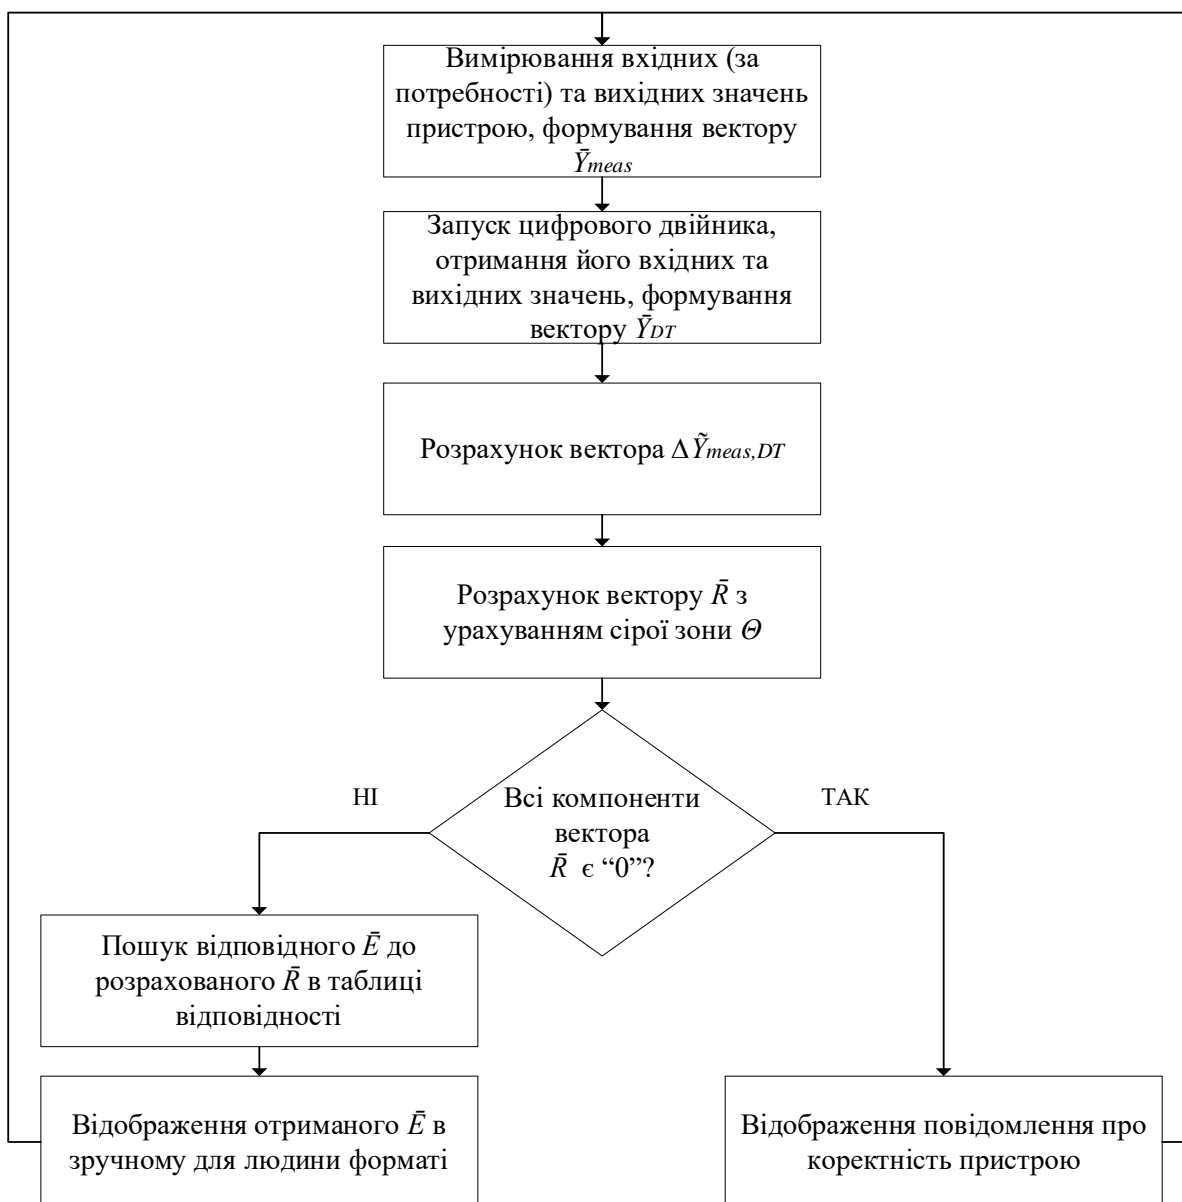 Вимірювання вхідних (за
потребності) та вихідних значень
пристрою, формування вектору
Ȳmeas
Запуск цифрового двійника,
отримання його вхідних та
вихідних значень, формування
вектору ȲDT
Розрахунок вектора ΔỸmeas,DT
Розрахунок вектору R̄ з
урахуванням сірої зони Θ
НІ
Всі компоненти
вектора
R̄ є “0”?
ТАК
Пошук відповідного Ē до
розрахованого R̄ в таблиці
відповідності
Відображення отриманого Ē в
зручному для людини форматі
Відображення повідомлення про
коректність пристрою